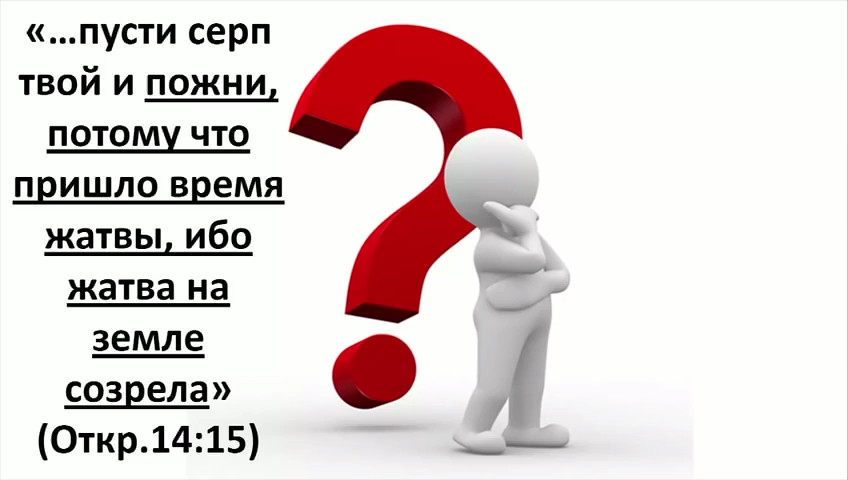 «…пусти серп
твой и пожни,
потому что
пришло время
жатвы, ибо
жатва на
земле
созрела»
(Откр.14:15)